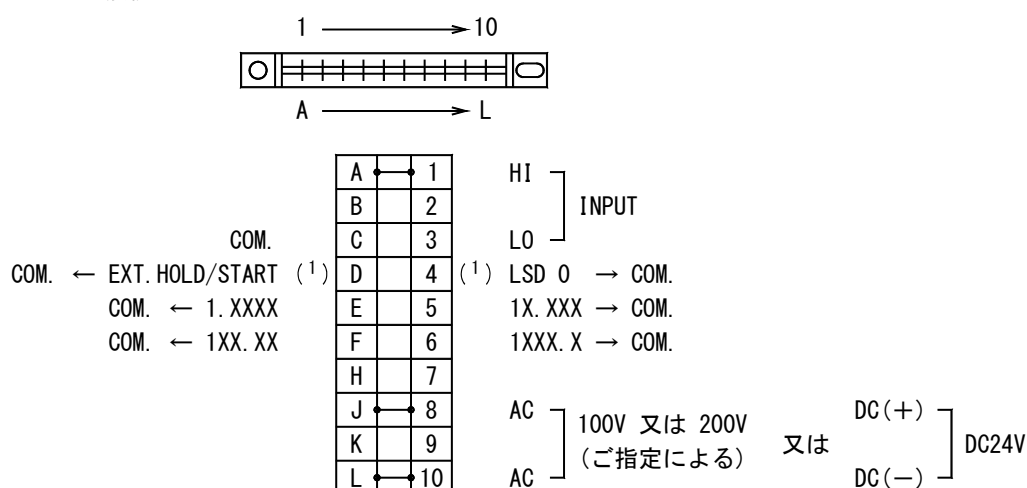 1 → 10
A → L
A 1 HI
B 2 INPUT
COM. C 3 LO
COM. ← EXT.HOLD/START (1) D 4 (1) LSD 0 → COM.
COM. ← 1.XXXX E 5 1X.XXX → COM.
COM. ← 1XX.XX F 6 1XXX.X → COM.
H 7
J 8 AC DC(+)
100V 又は 200V 又は DC24V
K 9
(ご指定による)
L 10 AC DC(−)